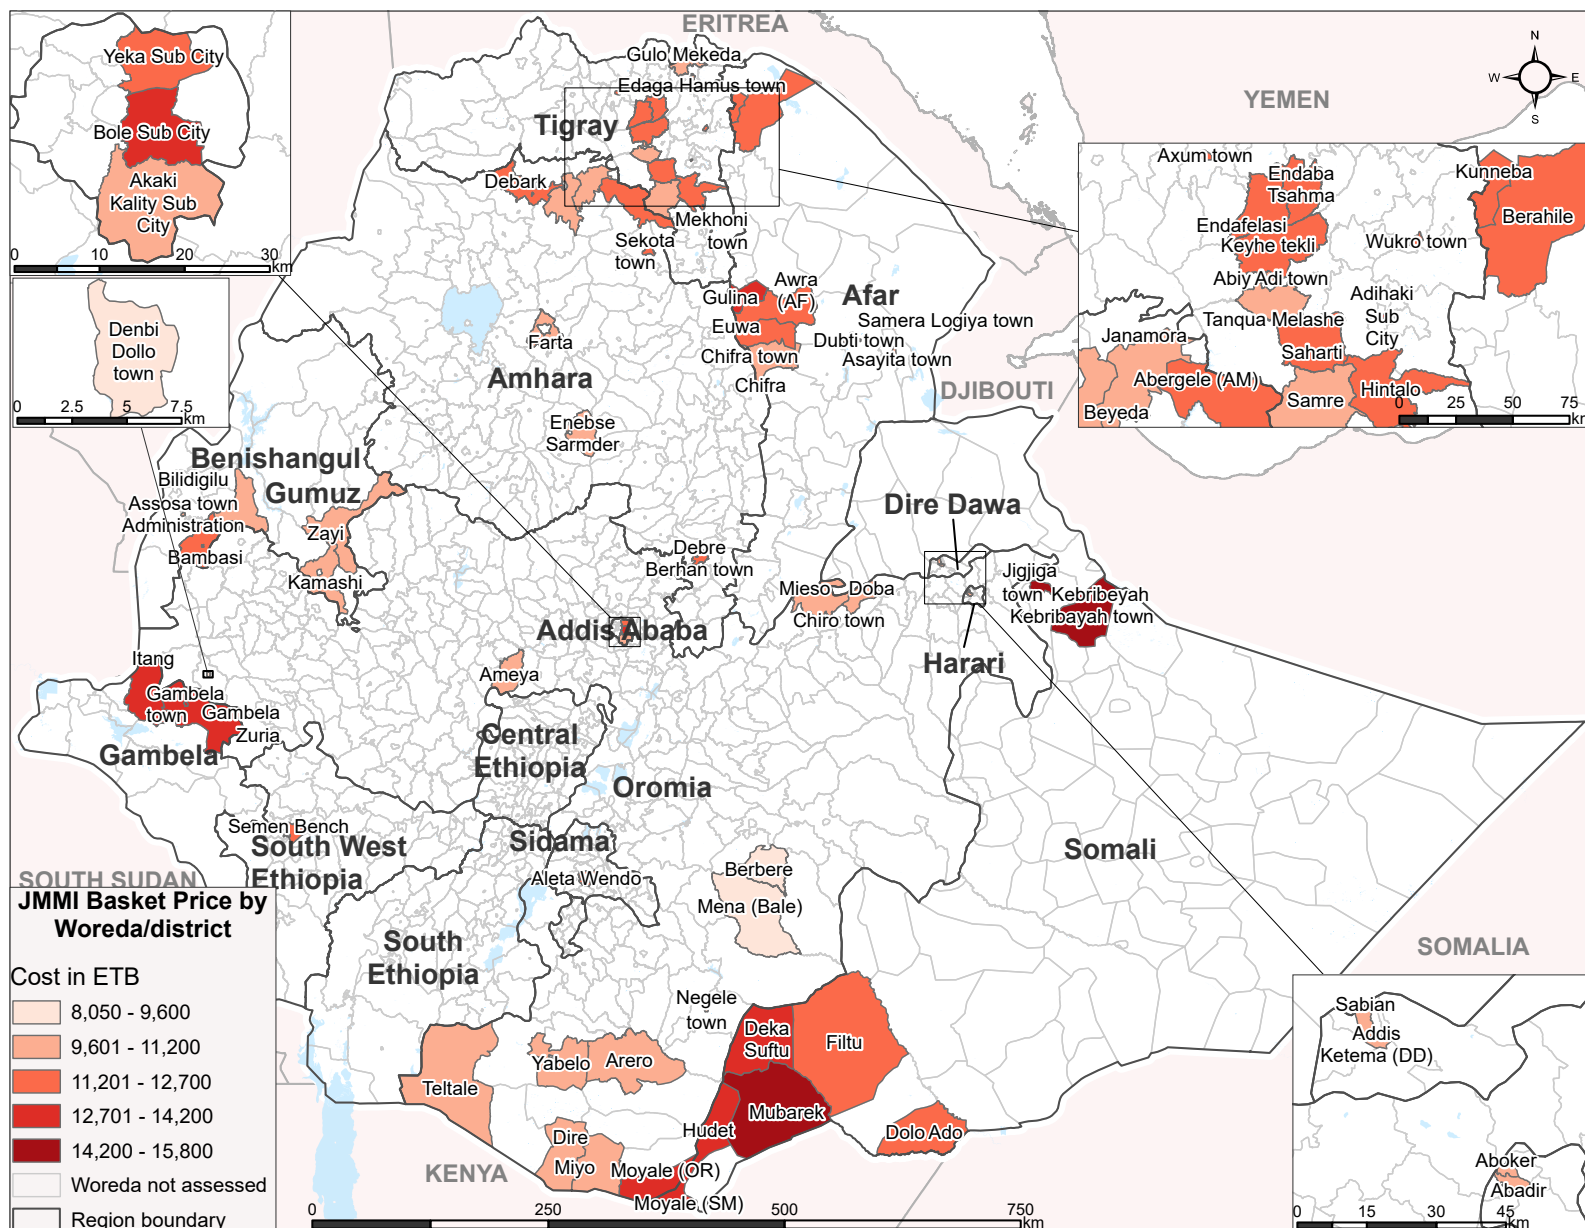 ERITREA
YEMEN
DJIBOUTI
SOMALIA
KENYA
SOUTH SUDAN
N
W
E
S
Yeka Sub City
Bole Sub City
Akaki
Kality Sub
City
0 10 20 30
km
Denbi
Dollo
town
0 2.5 5 7.5
km
Gulo Mekeda
Edaga Hamus town
Tigray
Debark
Mekhoni
town
Sekota
town
Gulina
Awra
(AF)
Afar
Euwa
Samera Logiya town
Dubti town
Asayita town
Chifra town
Chifra
Farta
Amhara
Enebse
Sarmder
Axum town
Endaba
Tsahma
Kunneba
Berahile
Endafelasi
Keyhe tekli
Wukro town
Abiy Adi town
Adihaki
Sub
City
Tanqua Melashe
Janamora
Saharti
Abergele (AM)
Hintalo
Beyeda
Samre
0 25 50 75
km
Benishangul
Gumuz
Bilidigilu
Assosa town
Administration
Bambasi
Zayi
Kamashi
Dire Dawa
Debre
Berhan town
Mieso
Doba
Chiro town
Jigjiga
town
Kebribeyah
Kebribayah town
Harari
Addis Ababa
Itang
Gambela
town
Gambela
Zuria
Gambela
Ameya
Central
Ethiopia
Oromia
Semen Bench
South West
Ethiopia
Sidama
Aleta Wendo
Berbere
Mena (Bale)
Somali
South
Ethiopia
Negele
town
Deka
Suftu
Filtu
Teltale
Yabelo
Arero
Mubarek
Hudet
Dolo Ado
Dire
Miyo
Moyale (OR)
Moyale (SM)
Sabian
Addis
Ketema (DD)
Aboker
Abadir
0 15 30 45
km
JMMI Basket Price by
Woreda/district
Cost in ETB
8,050 - 9,600
9,601 - 11,200
11,201 - 12,700
12,701 - 14,200
14,200 - 15,800
Woreda not assessed
Region boundary
0 250 500 750
km